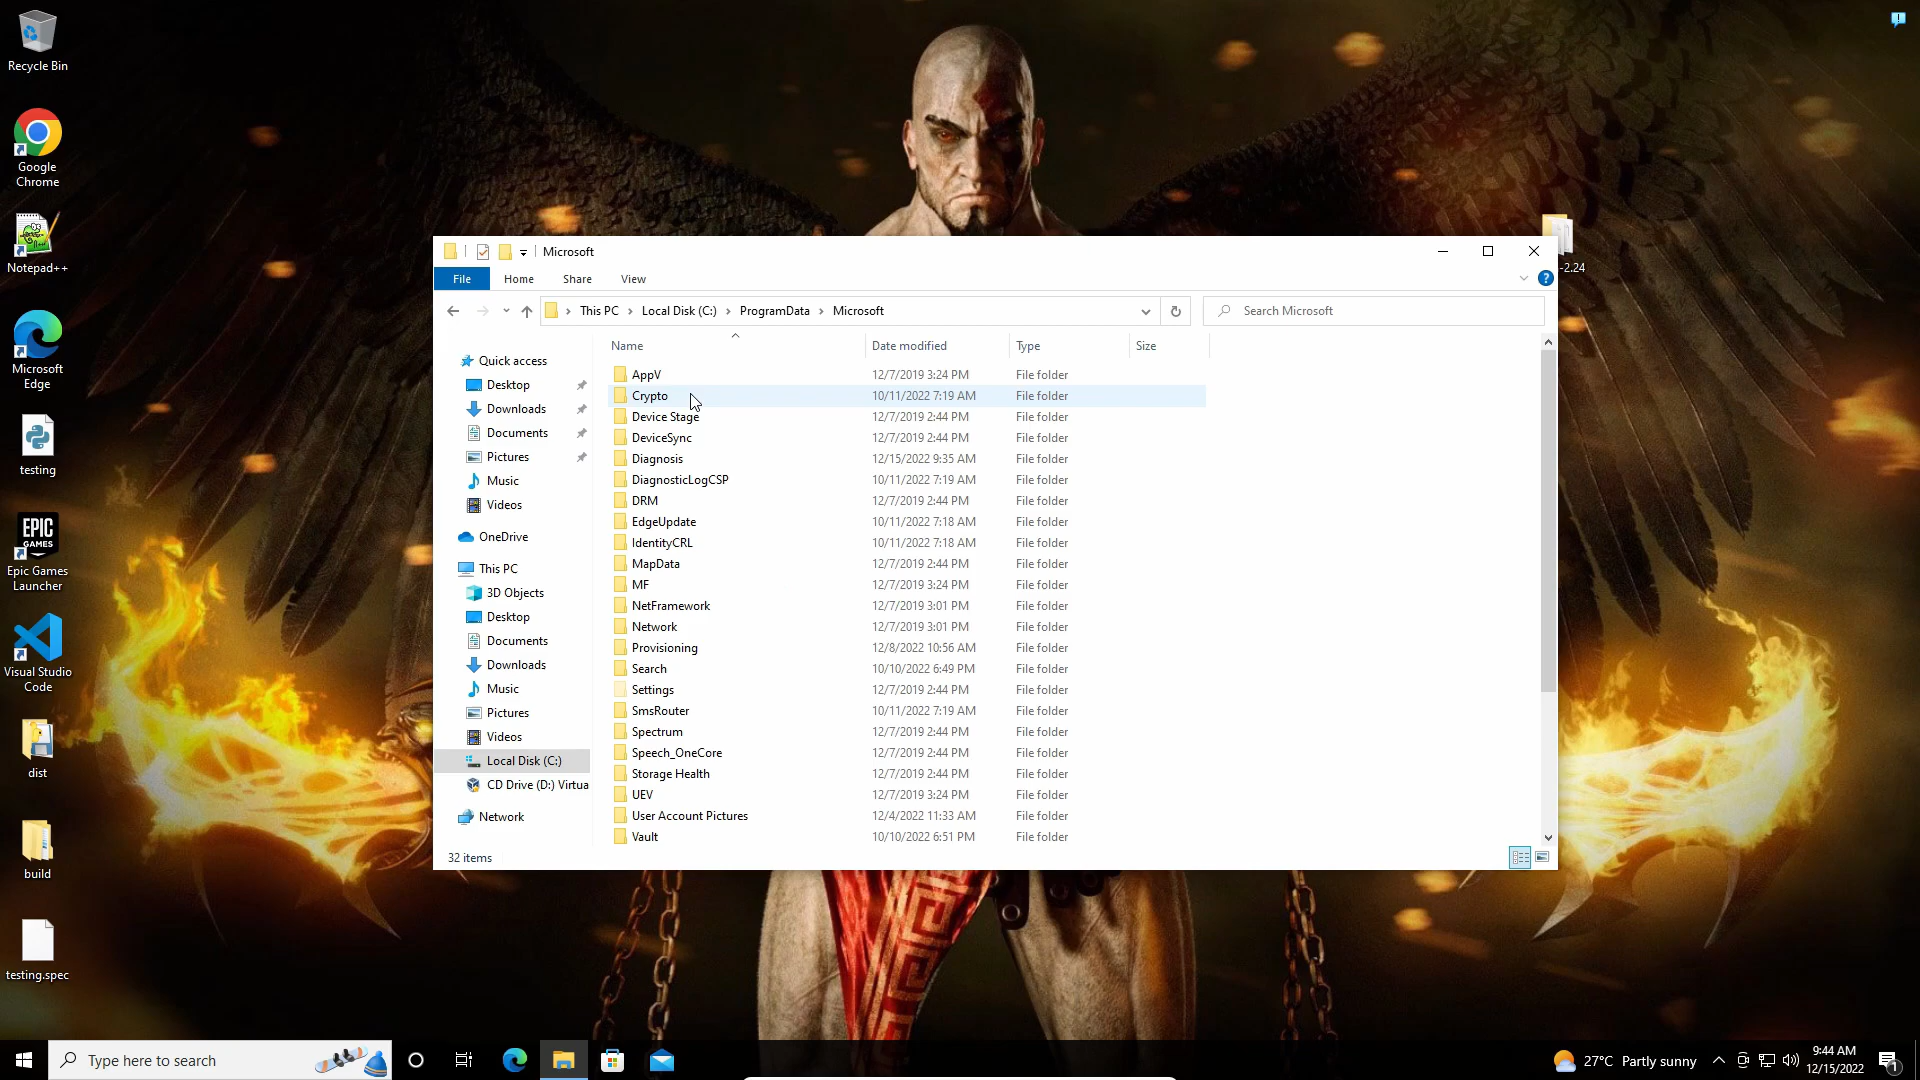 Recycle Bin
Google
Chrome
Notepad++
Microsoft
Edge
testing
EPIC
GAMES
Epic Games
Launcher
Visual Studio
Code
dist
build
testing.spec
-2.24
Microsoft
File Home Share View
This PC Local Disk (C:) ProgramData Microsoft
Search Microsoft
Name Date modified Type Size
Quick access
Desktop
Downloads
Documents
Pictures
Music
Videos
OneDrive
This PC
3D Objects
Desktop
Documents
Downloads
Music
Pictures
Videos
Local Disk (C:)
CD Drive (D:) Virtua
Network
AppV 12/7/2019 3:24 PM File folder
Crypto 10/11/2022 7:19 AM File folder
Device Stage 12/7/2019 2:44 PM File folder
DeviceSync 12/7/2019 2:44 PM File folder
Diagnosis 12/15/2022 9:35 AM File folder
DiagnosticLogCSP 10/11/2022 7:19 AM File folder
DRM 12/7/2019 2:44 PM File folder
EdgeUpdate 10/11/2022 7:18 AM File folder
IdentityCRL 10/11/2022 7:18 AM File folder
MapData 12/7/2019 2:44 PM File folder
MF 12/7/2019 3:24 PM File folder
NetFramework 12/7/2019 3:01 PM File folder
Network 12/7/2019 3:01 PM File folder
Provisioning 12/8/2022 10:56 AM File folder
Search 10/10/2022 6:49 PM File folder
Settings 12/7/2019 2:44 PM File folder
SmsRouter 10/11/2022 7:19 AM File folder
Spectrum 12/7/2019 2:44 PM File folder
Speech_OneCore 12/7/2019 2:44 PM File folder
Storage Health 12/7/2019 2:44 PM File folder
UEV 12/7/2019 3:24 PM File folder
User Account Pictures 12/4/2022 11:33 AM File folder
Vault 10/10/2022 6:51 PM File folder
32 items
Type here to search
27°C Partly sunny
9:44 AM
12/15/2022
1